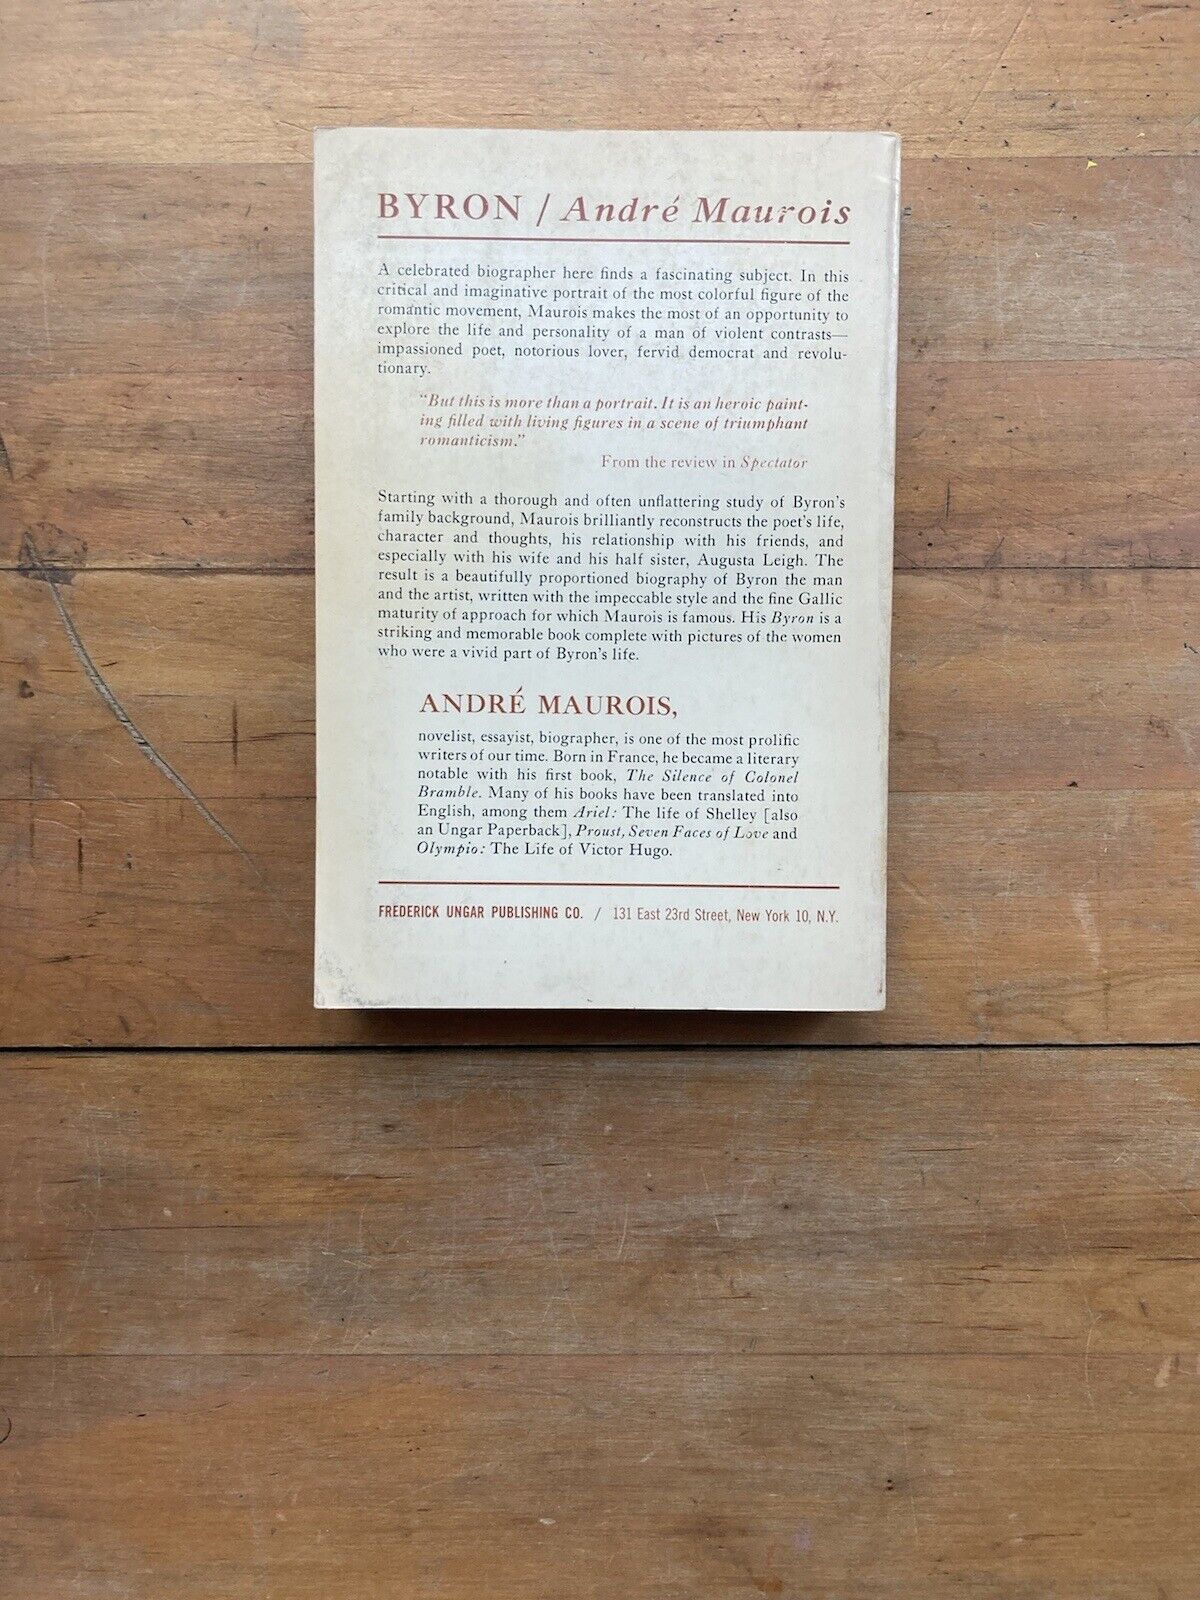 BYRON / André Maurois
A celebrated biographer here finds a fascinating subject. In this
critical and imaginative portrait of the most colorful figure of the
romantic movement, Maurois makes the most of an opportunity to
explore the life and personality of a man of violent contrasts—
impassioned poet, notorious lover, fervid democrat and revolu-
tionary.
"But this is more than a portrait. It is an heroic paint-
ing filled with living figures in a scene of triumphant
romanticism."
From the review in Spectator
Starting with a thorough and often unflattering study of Byron's
family background, Maurois brilliantly reconstructs the poet's life,
character and thoughts, his relationship with his friends, and
especially with his wife and his half sister, Augusta Leigh. The
result is a beautifully proportioned biography of Byron the man
and the artist, written with the impeccable style and the fine Gallic
maturity of approach for which Maurois is famous. His Byron is a
striking and memorable book complete with pictures of the women
who were a vivid part of Byron's life.
ANDRÉ MAUROIS,
novelist, essayist, biographer, is one of the most prolific
writers of our time. Born in France, he became a literary
notable with his first book, The Silence of Colonel
Bramble. Many of his books have been translated into
English, among them Ariel: The life of Shelley [also
an Ungar Paperback], Proust, Seven Faces of Love and
Olympio: The Life of Victor Hugo.
FREDERICK UNGAR PUBLISHING CO. / 131 East 23rd Street, New York 10, N.Y.